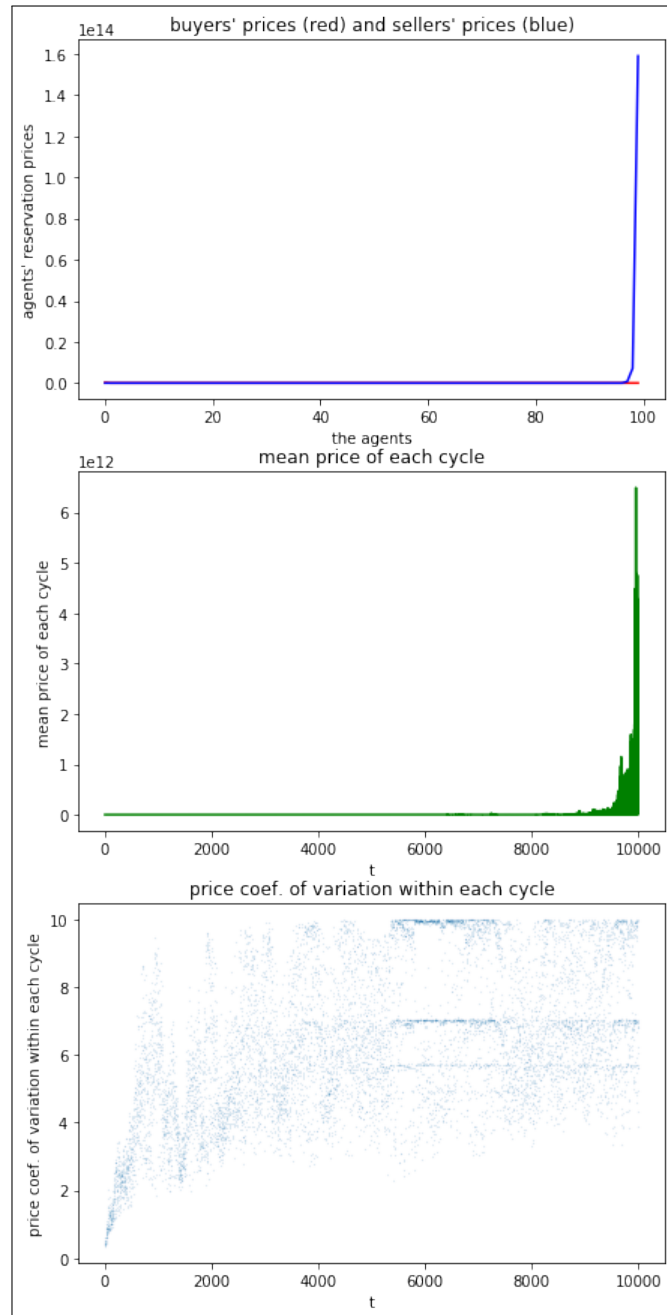 buyers' prices (red) and sellers' prices (blue)
1e14
1.6
1.4
1.2
1.0
0.8
0.6
0.4
0.2
0.0
agents' reservation prices
0 20 40 60 80 100
the agents
mean price of each cycle
1e12
6
5
4
3
2
1
0
mean price of each cycle
0 2000 4000 6000 8000 10000
t
price coef. of variation within each cycle
10
8
6
4
2
0
price coef. of variation within each cycle
0 2000 4000 6000 8000 10000
t